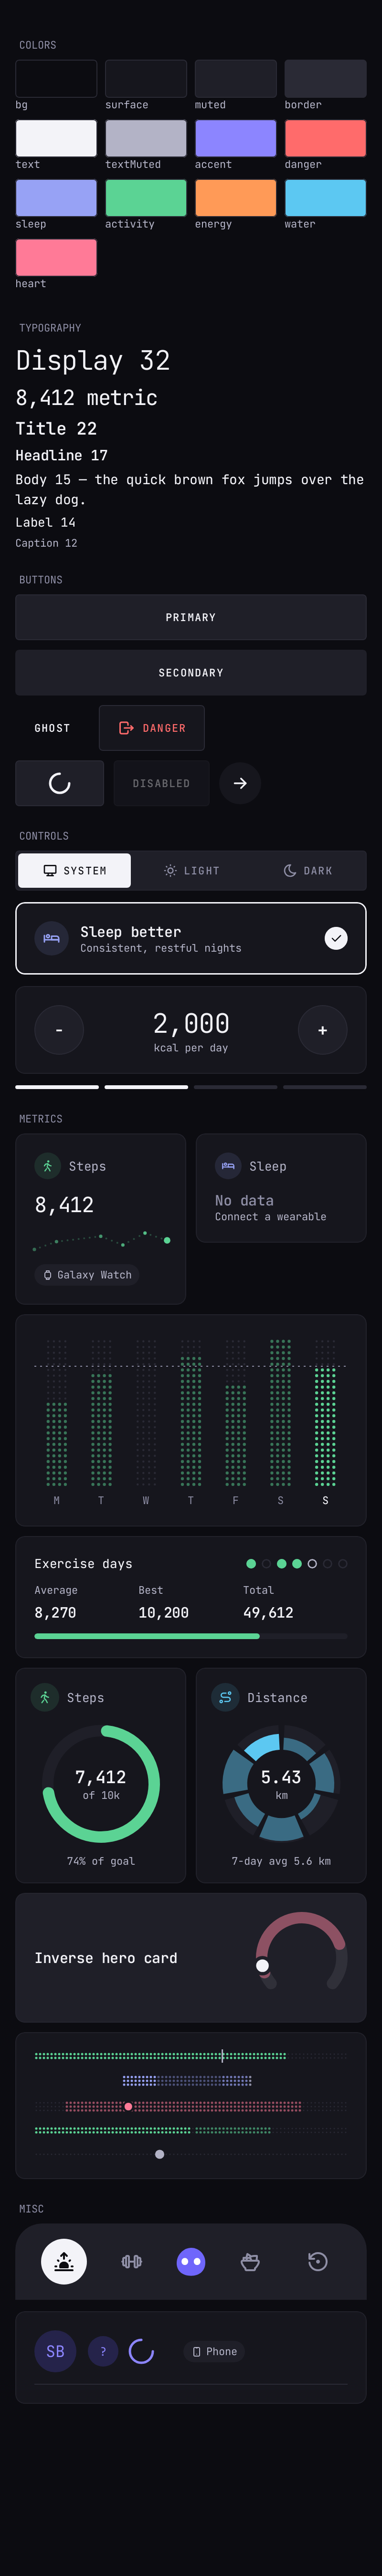 COLORS
bg surface muted border
text textMuted accent danger
sleep activity energy water
heart
TYPOGRAPHY
Display 32
8,412 metric
Title 22
Headline 17
Body 15 — the quick brown fox jumps over the
lazy dog.
Label 14
Caption 12
BUTTONS
PRIMARY
SECONDARY
GHOST DANGER
DISABLED
CONTROLS
SYSTEM LIGHT DARK
Sleep better
Consistent, restful nights
- 2,000 +
kcal per day
METRICS
Steps
8,412
Galaxy Watch
Sleep
No data
Connect a wearable
M T W T F S S
Exercise days
Average Best Total
8,270 10,200 49,612
Steps
7,412
of 10k
74% of goal
Distance
5.43
km
7-day avg 5.6 km
Inverse hero card
MISC
SB ? Phone